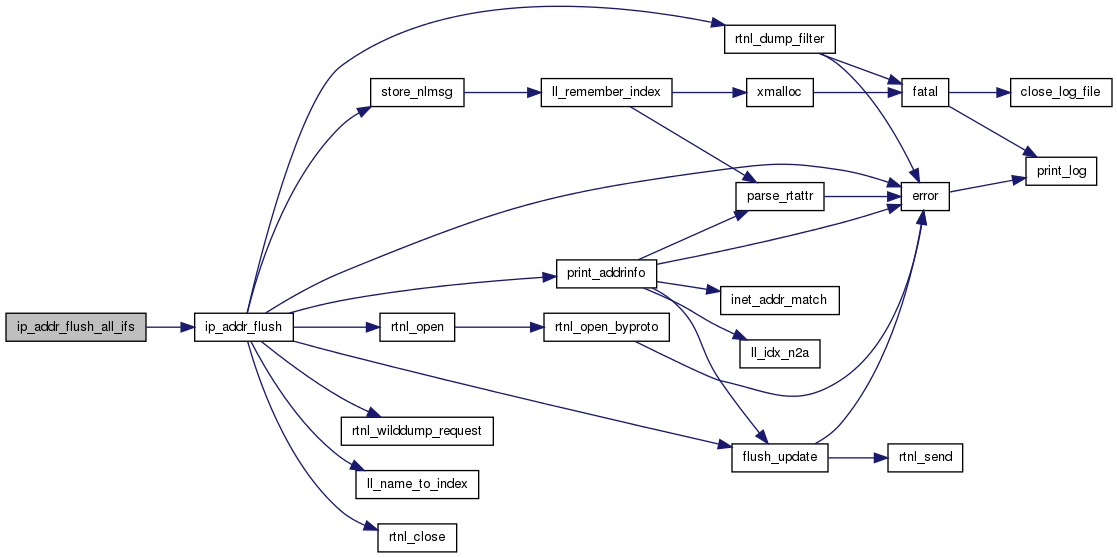 rtnl_dump_filter
store_nlmsg
ll_remember_index
xmalloc
fatal
close_log_file
print_log
parse_rtattr
error
print_addrinfo
inet_addr_match
ip_addr_flush_all_ifs
ip_addr_flush
rtnl_open
rtnl_open_byproto
ll_idx_n2a
rtnl_wilddump_request
flush_update
rtnl_send
ll_name_to_index
rtnl_close